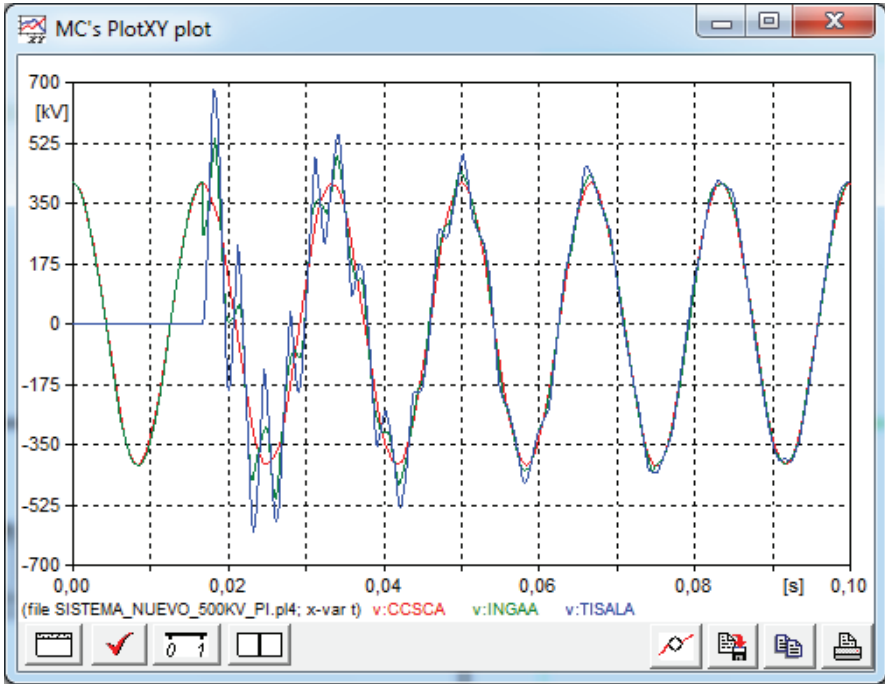 MC's PlotXY plot
700
[kV]
525
350
175
0
-175
-350
-525
-700
0,00 0,02 0,04 0,06 0,08 [s] 0,10
(file SISTEMA_NUEVO_500KV_PI.pl4; x-var t) v:CCSCA v:INGAA v:TISALA
XY
0 1